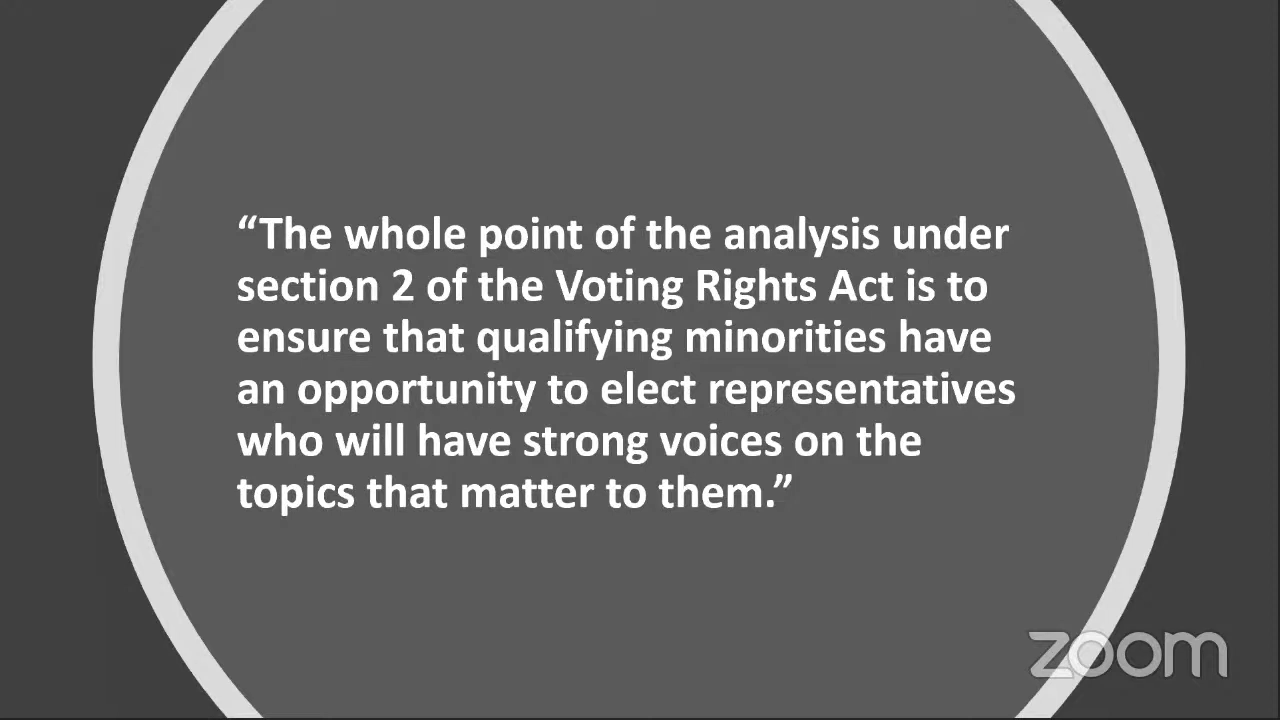 “The whole point of the analysis under
section 2 of the Voting Rights Act is to
ensure that qualifying minorities have
an opportunity to elect representatives
who will have strong voices on the
topics that matter to them.”
zoom